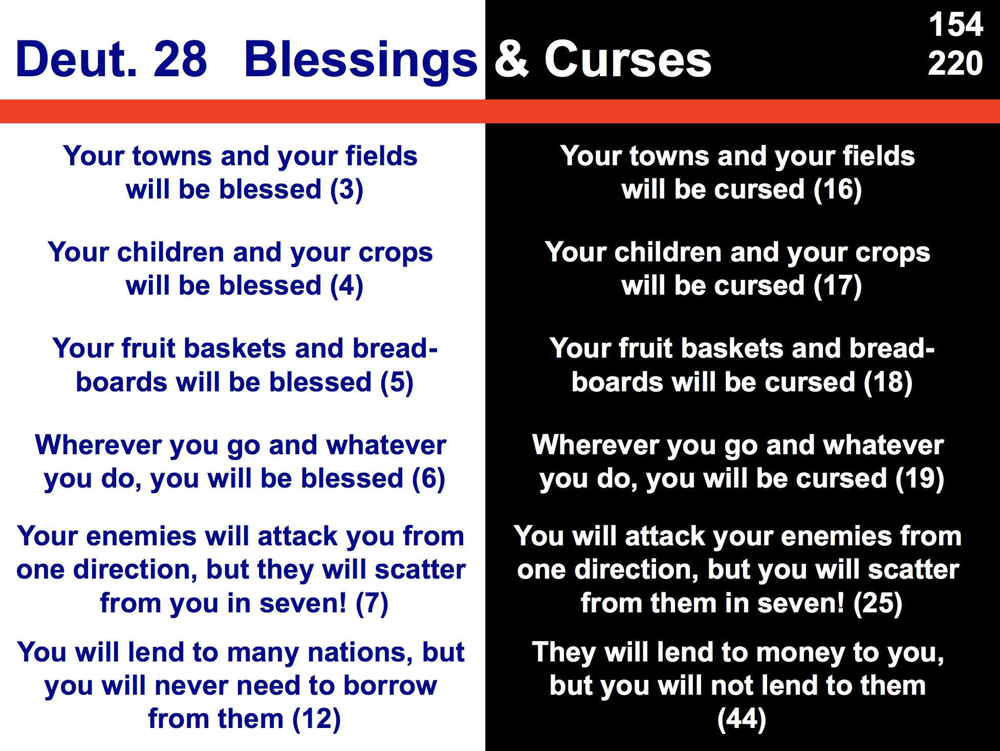 Deut. 28 Blessings & Curses
154
220
Your towns and your fields
will be blessed (3)
Your children and your crops
will be blessed (4)
Your fruit baskets and bread-
boards will be blessed (5)
Wherever you go and whatever
you do, you will be blessed (6)
Your enemies will attack you from
one direction, but they will scatter
from you in seven! (7)
You will lend to many nations, but
you will never need to borrow
from them (12)
Your towns and your fields
will be cursed (16)
Your children and your crops
will be cursed (17)
Your fruit baskets and bread-
boards will be cursed (18)
Wherever you go and whatever
you do, you will be cursed (19)
You will attack your enemies from
one direction, but you will scatter
from them in seven! (25)
They will lend to money to you,
but you will not lend to them
(44)